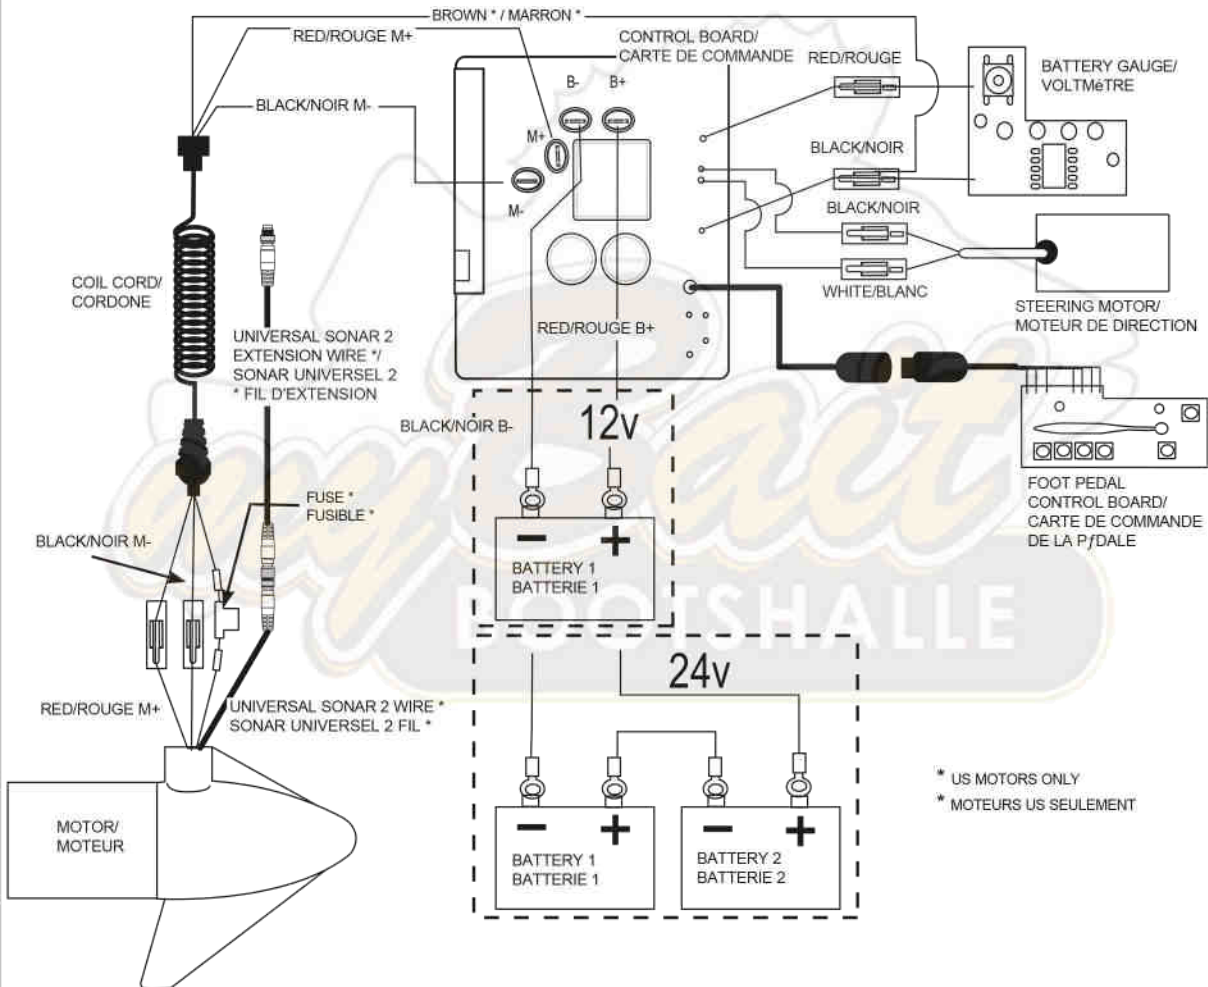 BROWN * / MARRON *
RED/ROUGE M+
BLACK/NOIR M-
CONTROL BOARD/
CARTE DE COMMANDE
B-
B+
M+
M-
RED/ROUGE
BATTERY GAUGE/
VOLTMéTRE
BLACK/NOIR
BLACK/NOIR
WHITE/BLANC
STEERING MOTOR/
MOTEUR DE DIRECTION
COIL CORD/
CORDONE
UNIVERSAL SONAR 2
EXTENSION WIRE */
SONAR UNIVERSEL 2
* FIL D'EXTENSION
RED/ROUGE B+
BLACK/NOIR B-
12v
FOOT PEDAL
CONTROL BOARD/
CARTE DE COMMANDE
DE LA PƒDALE
FUSE *
FUSIBLE *
BLACK/NOIR M-
- +
BATTERY 1
BATTERIE 1
myBait
BOOTSHALLE
24v
RED/ROUGE M+
UNIVERSAL SONAR 2 WIRE *
SONAR UNIVERSEL 2 FIL *
MOTOR/
MOTEUR
- +
BATTERY 1
BATTERIE 1
- +
BATTERY 2
BATTERIE 2
* US MOTORS ONLY
* MOTEURS US SEULEMENT